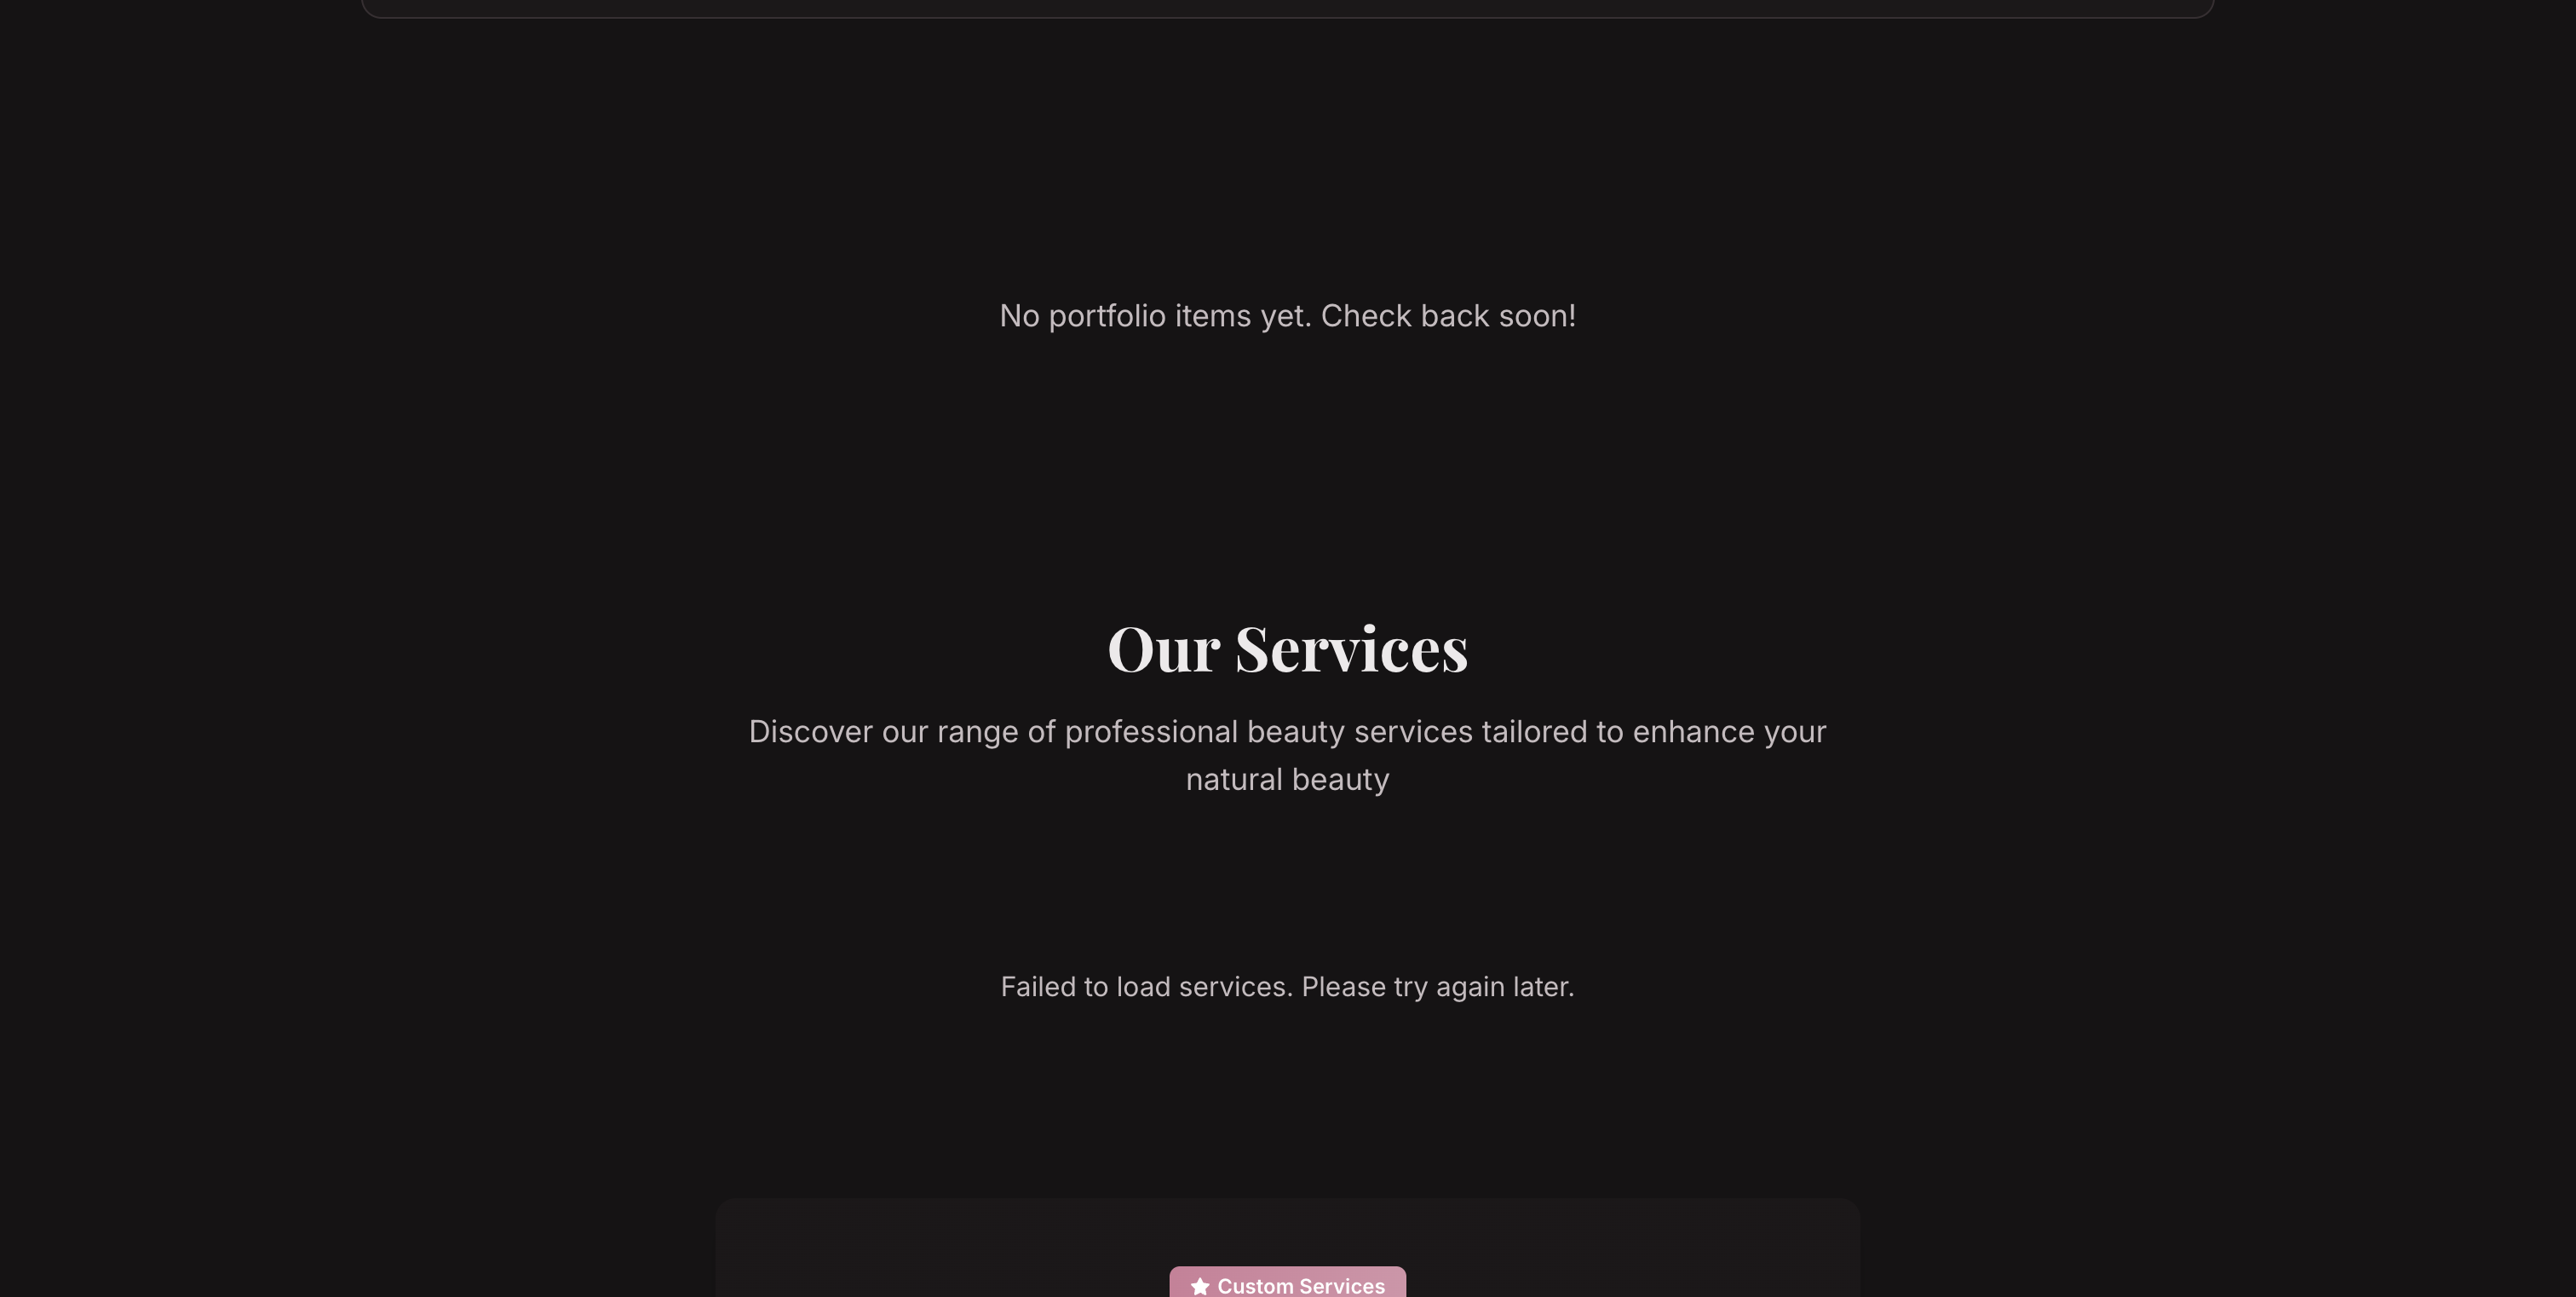 No portfolio items yet. Check back soon!
Our Services
Discover our range of professional beauty services tailored to enhance your
natural beauty
Failed to load services. Please try again later.
Custom Services